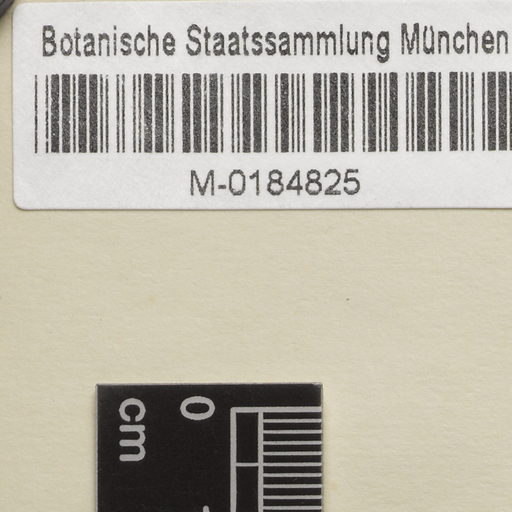 Botanische Staatssammlung München
M-0184825
0
cm